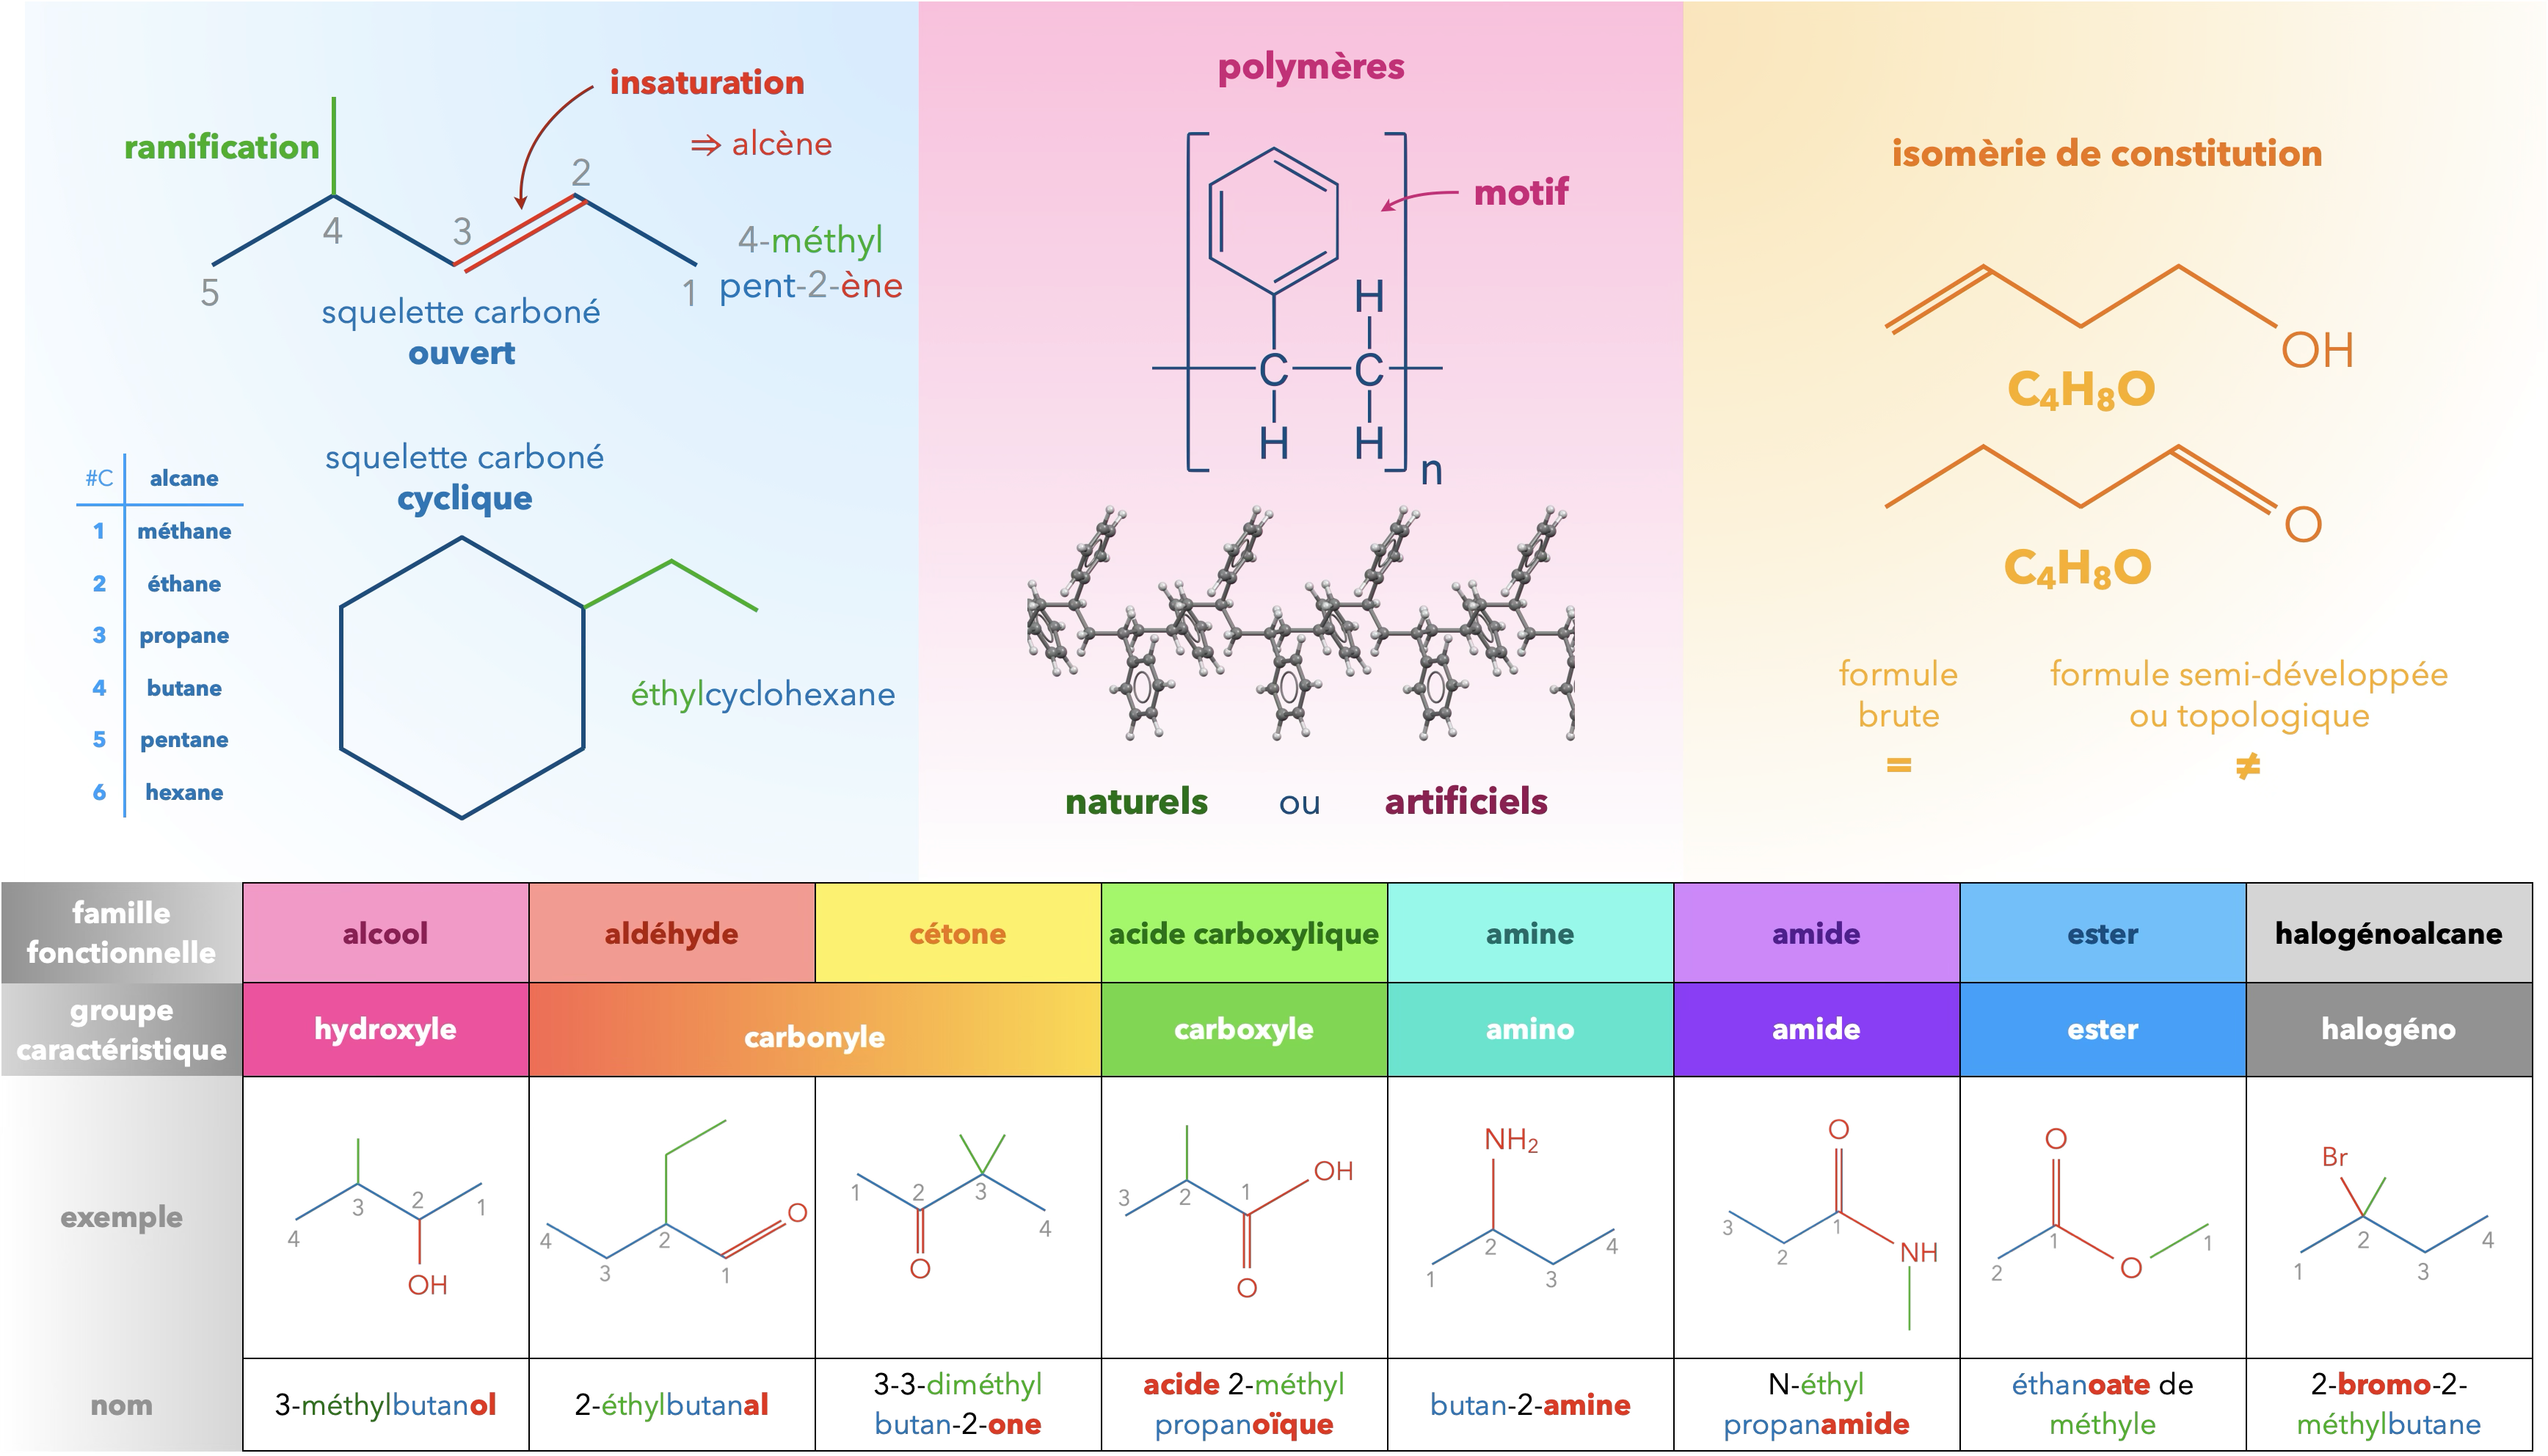 insaturation
⇒ alcène
ramification
2
4
3
5
1
4-méthyl
pent-2-ène
squelette carboné
ouvert
squelette carboné
cyclique
#C alcane
1 méthane
2 éthane
3 propane
4 butane
5 pentane
6 hexane
éthylcyclohexane
polymères
motif
H
C C
H H
n
naturels ou artificiels
isomèrie de constitution
OH
C₄H₈O
O
C₄H₈O
formule
brute
=
formule semi-développée
ou topologique
≠
famille
fonctionnelle
alcool
aldéhyde
cétone
acide carboxylique
amine
amide
ester
halogénoalcane
groupe
caractéristique
hydroxyle
carbonyle
carboxyle
amino
amide
ester
halogéno
exemple
4 3 2 1
OH
4 3 2 1
O
1 2 3 4
O
3 2 1
OH
O
NH₂
1 2 3 4
O
3 2 1
NH
O
2 1
O
1
Br
1 2 3 4
nom
3-méthylbutanol
2-éthylbutanal
3-3-diméthyl
butan-2-one
acide 2-méthyl
propanoïque
butan-2-amine
N-éthyl
propanamide
éthanoate de
méthyle
2-bromo-2-
méthylbutane